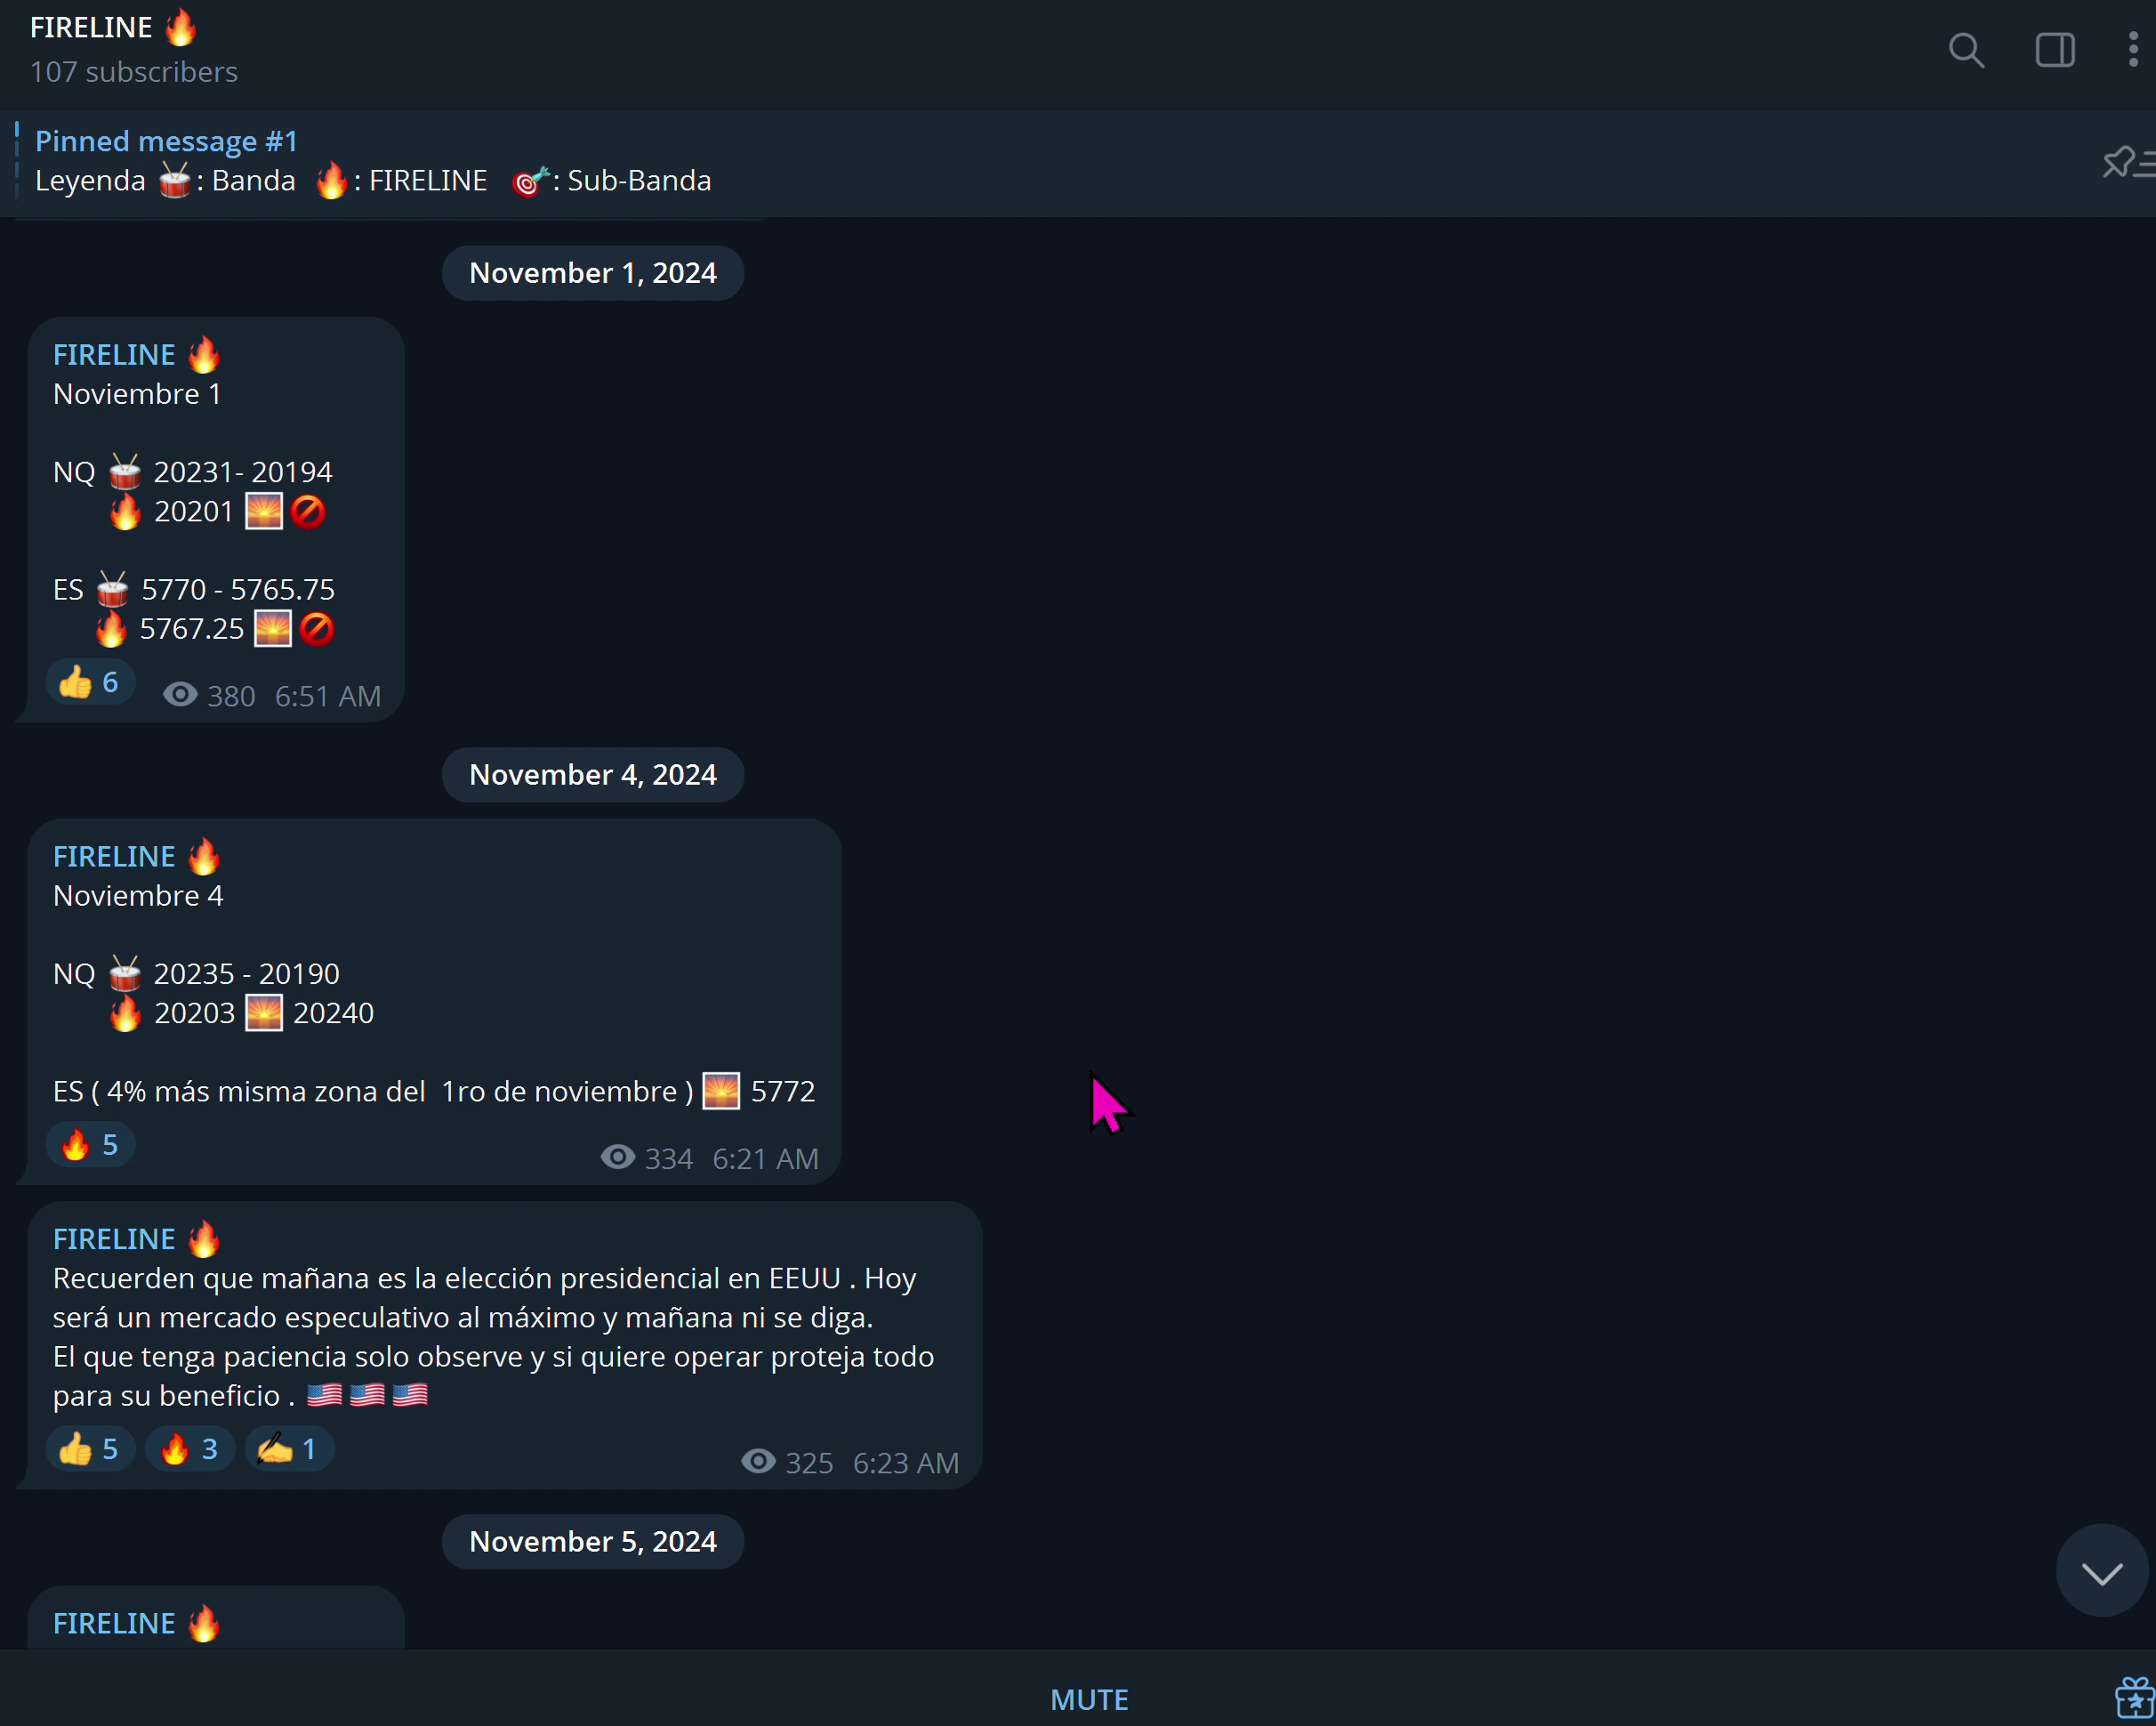 FIRELINE 🔥
107 subscribers
Pinned message #1
Leyenda 🥁: Banda 🔥: FIRELINE 🎯: Sub-Banda
November 1, 2024
FIRELINE 🔥
Noviembre 1
NQ 🥁 20231- 20194
🔥 20201 🌅🚫
ES 🥁 5770 - 5765.75
🔥 5767.25 🌅🚫
👍 6 380 6:51 AM
November 4, 2024
FIRELINE 🔥
Noviembre 4
NQ 🥁 20235 - 20190
🔥 20203 🌅 20240
ES ( 4% más misma zona del 1ro de noviembre ) 🌅 5772
🔥 5 334 6:21 AM
FIRELINE 🔥
Recuerden que mañana es la elección presidencial en EEUU . Hoy
será un mercado especulativo al máximo y mañana ni se diga.
El que tenga paciencia solo observe y si quiere operar proteja todo
para su beneficio . 🇺🇸🇺🇸🇺🇸
👍 5 🔥 3 ✍ 1 325 6:23 AM
November 5, 2024
FIRELINE 🔥
MUTE